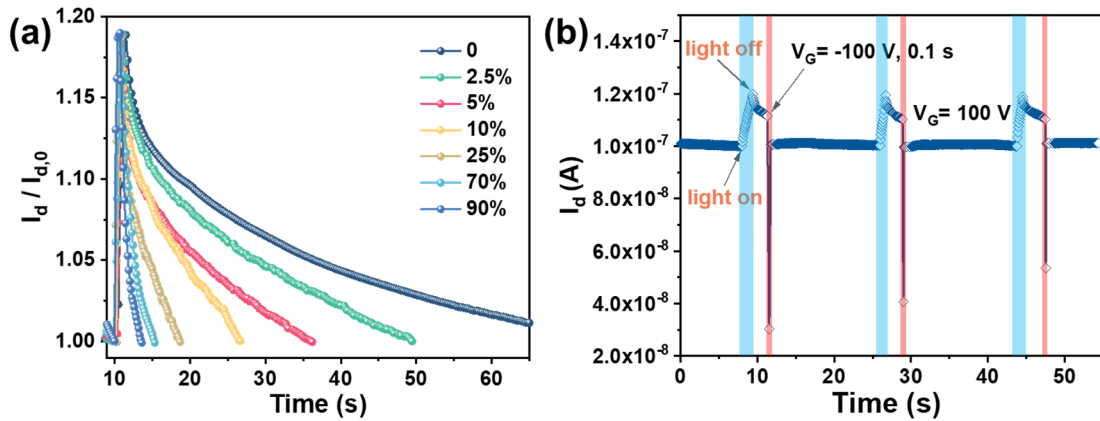 (a)
1.20
1.15
1.10
1.05
1.00
I_d / I_d,0
10 20 30 40 50 60
Time (s)
0
2.5%
5%
10%
25%
70%
90%
(b)
1.4x10⁻⁷
1.2x10⁻⁷
1.0x10⁻⁷
8.0x10⁻⁸
6.0x10⁻⁸
4.0x10⁻⁸
2.0x10⁻⁸
I_d (A)
0 10 20 30 40 50
Time (s)
light off
V_G= -100 V, 0.1 s
V_G= 100 V
light on